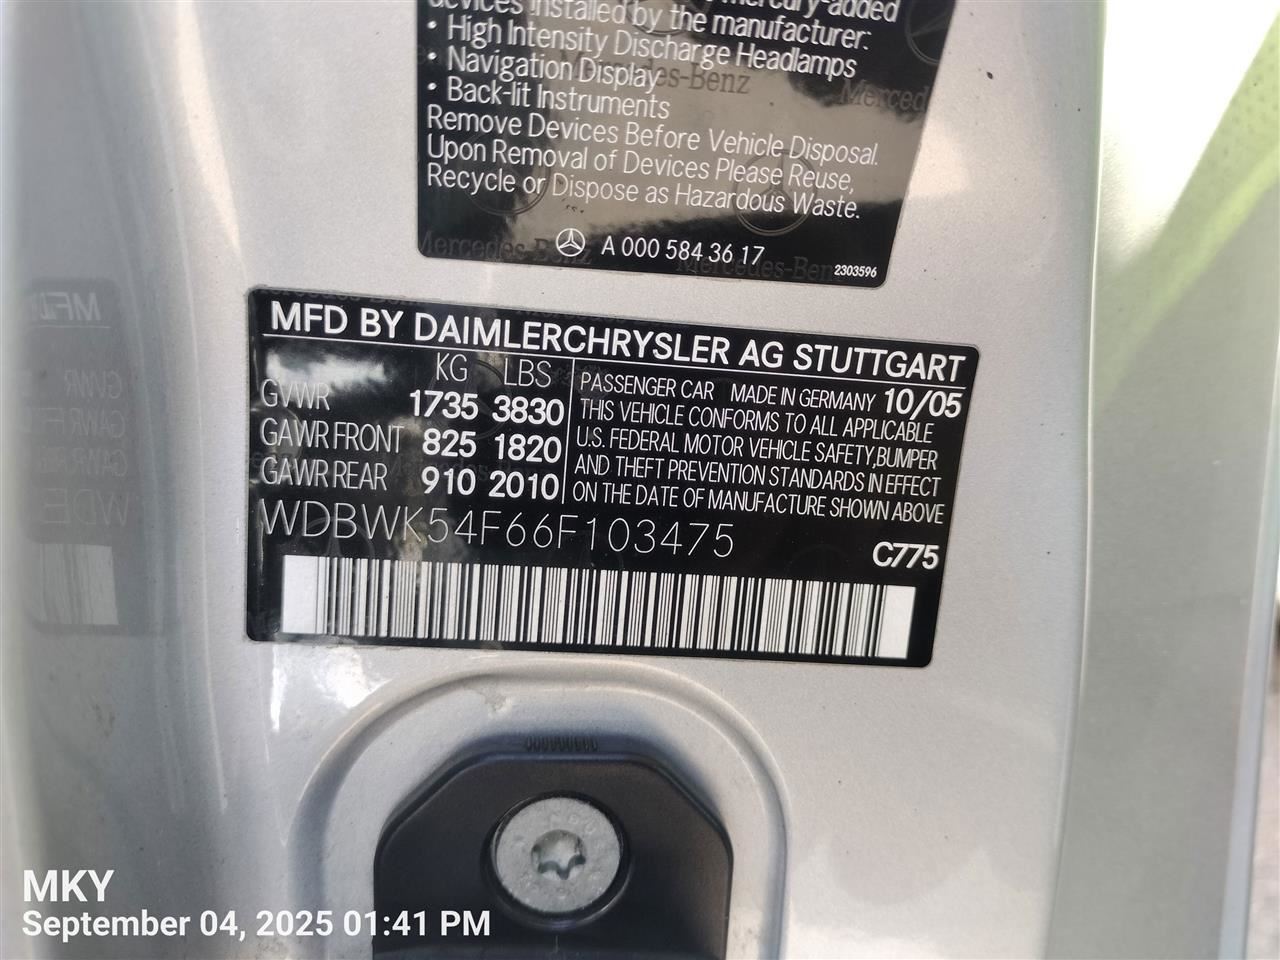 mercury-added
devices installed by the manufacturer:
• High Intensity Discharge Headlamps
• Navigation Display
• Back-lit Instruments
Remove Devices Before Vehicle Disposal.
Upon Removal of Devices Please Reuse,
Recycle or Dispose as Hazardous Waste.
A 000 584 36 17
2303596
MFD BY DAIMLERCHRYSLER AG STUTTGART
KG LBS
GVWR 1735 3830
GAWR FRONT 825 1820
GAWR REAR 910 2010
PASSENGER CAR MADE IN GERMANY 10/05
THIS VEHICLE CONFORMS TO ALL APPLICABLE
U.S. FEDERAL MOTOR VEHICLE SAFETY,BUMPER
AND THEFT PREVENTION STANDARDS IN EFFECT
ON THE DATE OF MANUFACTURE SHOWN ABOVE
WDBWK54F66F103475
C775
MKY
September 04, 2025 01:41 PM